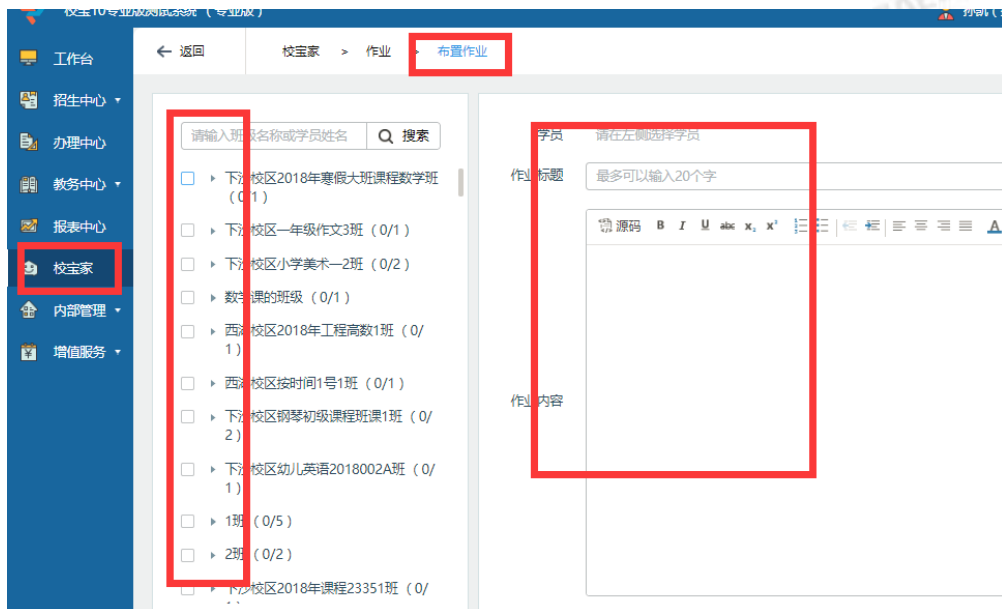 校宝10专业版测试系统（专业版）
孙凯
工作台
招生中心
办理中心
教务中心
报表中心
校宝家
内部管理
增值服务
← 返回
校宝家 > 作业 > 布置作业
请输入班级名称或学员姓名 搜索
下沙校区2018年寒假大班课程数学班
（0/1）
下沙校区一年级作文3班（0/1）
下沙校区小学美术一2班（0/2）
数学课的班级（0/1）
西湖校区2018年工程高数1班（0/
1）
西湖校区按时间1号1班（0/1）
下沙校区钢琴初级课程班课1班（0/
2）
下沙校区幼儿英语2018002A班（0/
1）
1班（0/5）
2班（0/2）
下沙校区2018年课程23351班（0/
学员 请在左侧选择学员
作业标题 最多可以输入20个字
源码 B I U abc x₂ x² A
作业内容